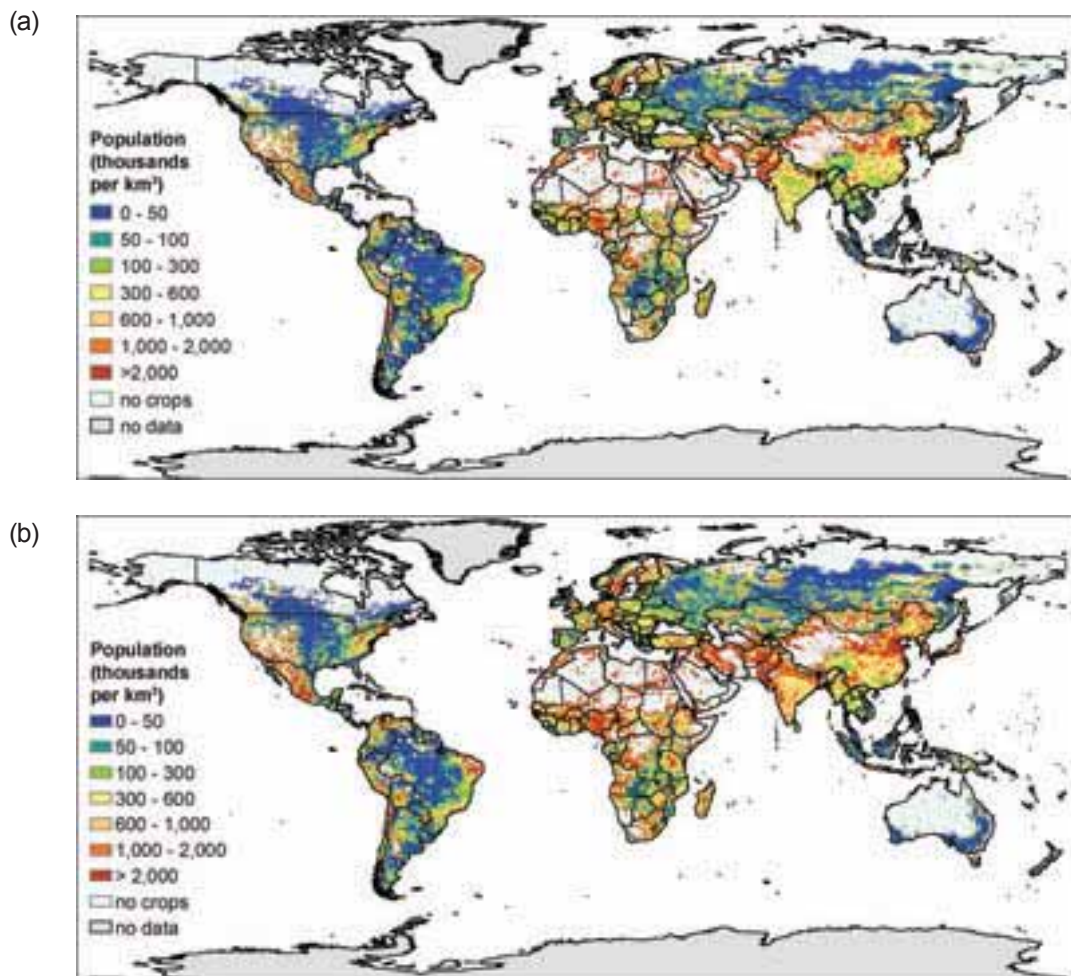 (a)
Population
(thousands
per km³)
0 - 50
50 - 100
100 - 300
300 - 600
600 - 1,000
1,000 - 2,000
>2,000
no crops
no data
(b)
Population
(thousands
per km³)
0 - 50
50 - 100
100 - 300
300 - 600
600 - 1,000
1,000 - 2,000
> 2,000
no crops
no data